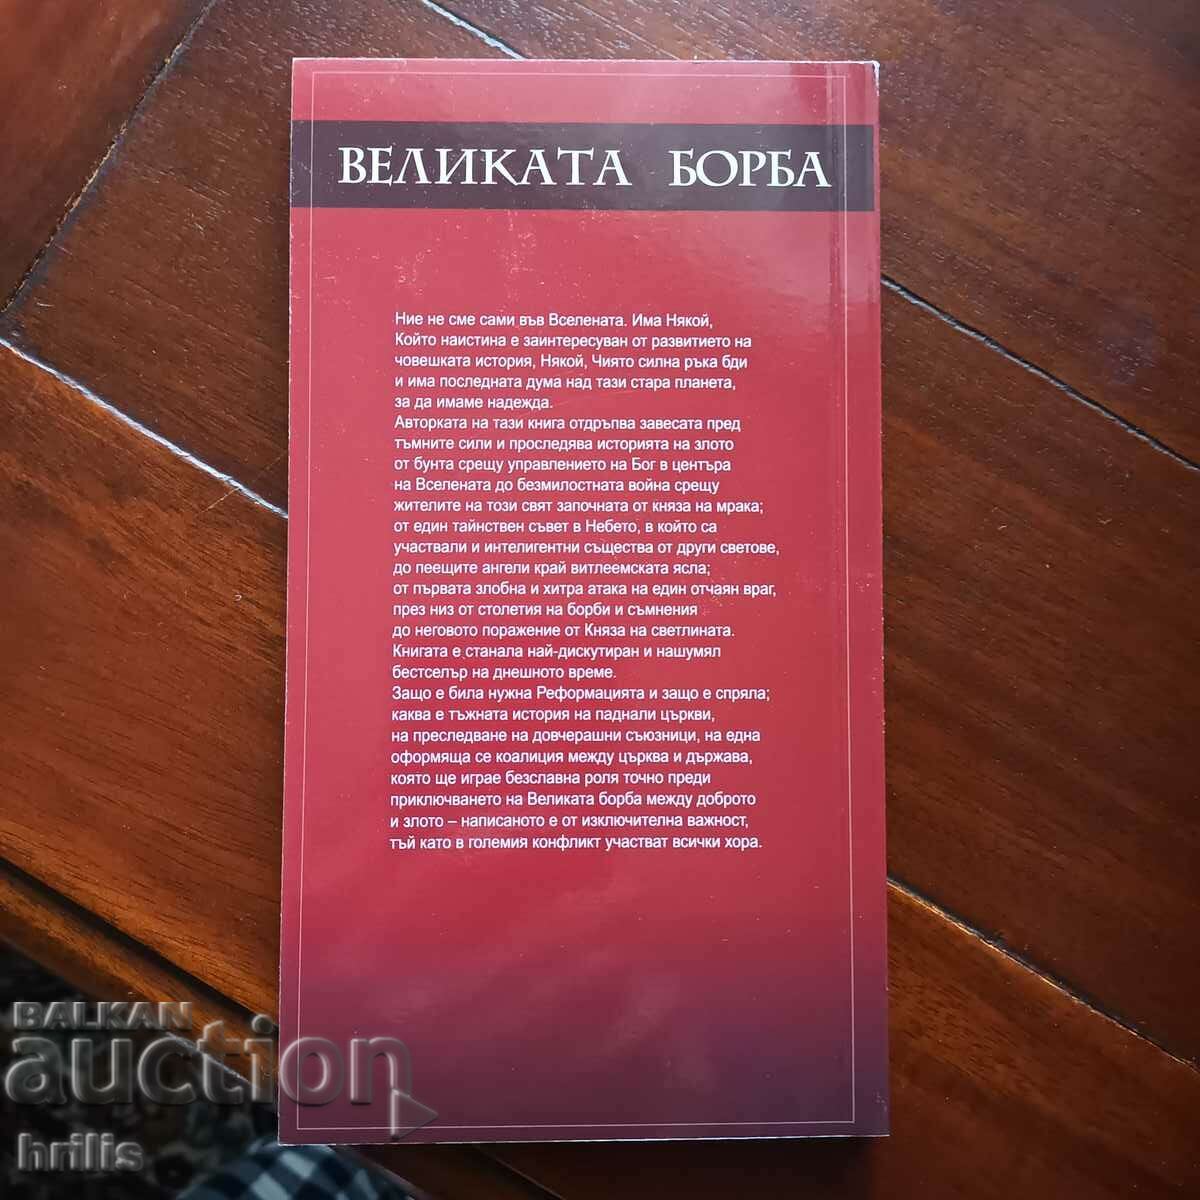 ВЕЛИКАТА БОРБА
Ние не сме сами във Вселената. Има Някой,
Който наистина е заинтересуван от развитието на
човешката история, Някой, Чиято силна ръка бди
и има последната дума над тази стара планета,
за да имаме надежда.
Авторката на тази книга отдръпва завесата пред
тъмните сили и проследява историята на злото
от бунта срещу управлението на Бог в центъра
на Вселената до безмилостната война срещу
жителите на този свят започната от княза на мрака;
от един тайнствен съвет в Небето, в който са
участвали и интелигентни същества от други светове,
до пеещите ангели край витлеемската ясла;
от първата злобна и хитра атака на един отчаян враг,
през низ от столетия на борби и съмнения
до неговото поражение от Княза на светлината.
Книгата е станала най-дискутиран и нашумял
бестселър на днешното време.
Защо е била нужна Реформацията и защо е спряла;
каква е тъжната история на паднали църкви,
на преследване на довчерашни съюзници, на една
оформяща се коалиция между църква и държава,
която ще играе безславна роля точно преди
приключването на Великата борба между доброто
и злото – написаното е от изключителна важност,
тъй като в големия конфликт участват всички хора.
BALKAN
auction
hrilis